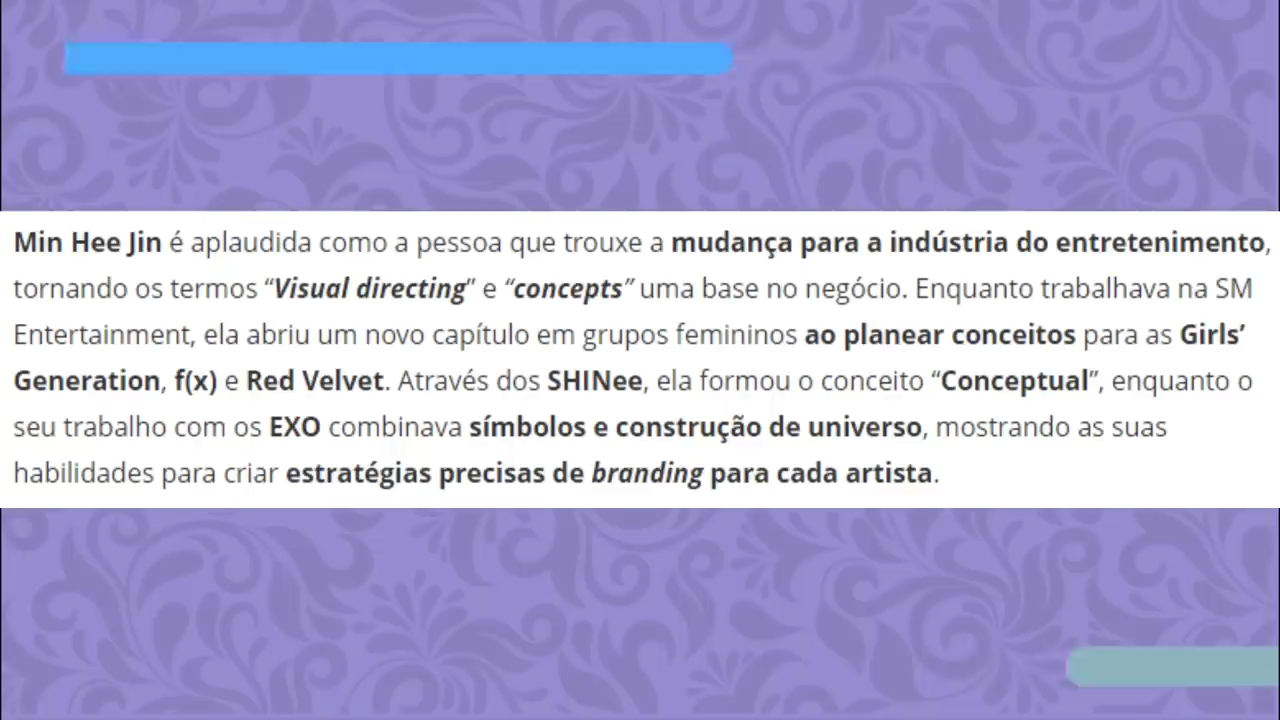 Min Hee Jin é aplaudida como a pessoa que trouxe a mudança para a indústria do entretenimento,
tornando os termos “Visual directing” e “concepts” uma base no negócio. Enquanto trabalhava na SM
Entertainment, ela abriu um novo capítulo em grupos femininos ao planear conceitos para as Girls’
Generation, f(x) e Red Velvet. Através dos SHINee, ela formou o conceito “Conceptual”, enquanto o
seu trabalho com os EXO combinava símbolos e construção de universo, mostrando as suas
habilidades para criar estratégias precisas de branding para cada artista.